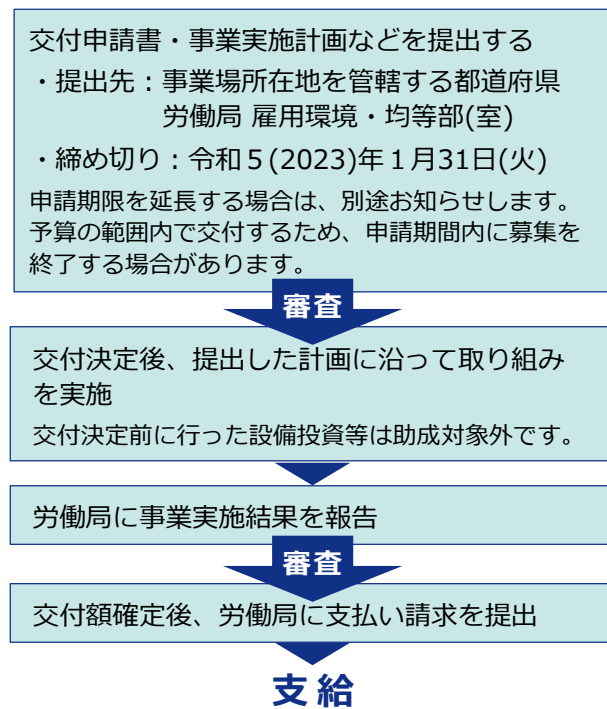 交付申請書・事業実施計画などを提出する
・提出先：事業場所在地を管轄する都道府県
労働局 雇用環境・均等部(室)
・締め切り：令和５(2023)年１月31日(火)
申請期限を延長する場合は、別途お知らせします。
予算の範囲内で交付するため、申請期間内に募集を
終了する場合があります。
審査
交付決定後、提出した計画に沿って取り組み
を実施
交付決定前に行った設備投資等は助成対象外です。
労働局に事業実施結果を報告
審査
交付額確定後、労働局に支払い請求を提出
支給